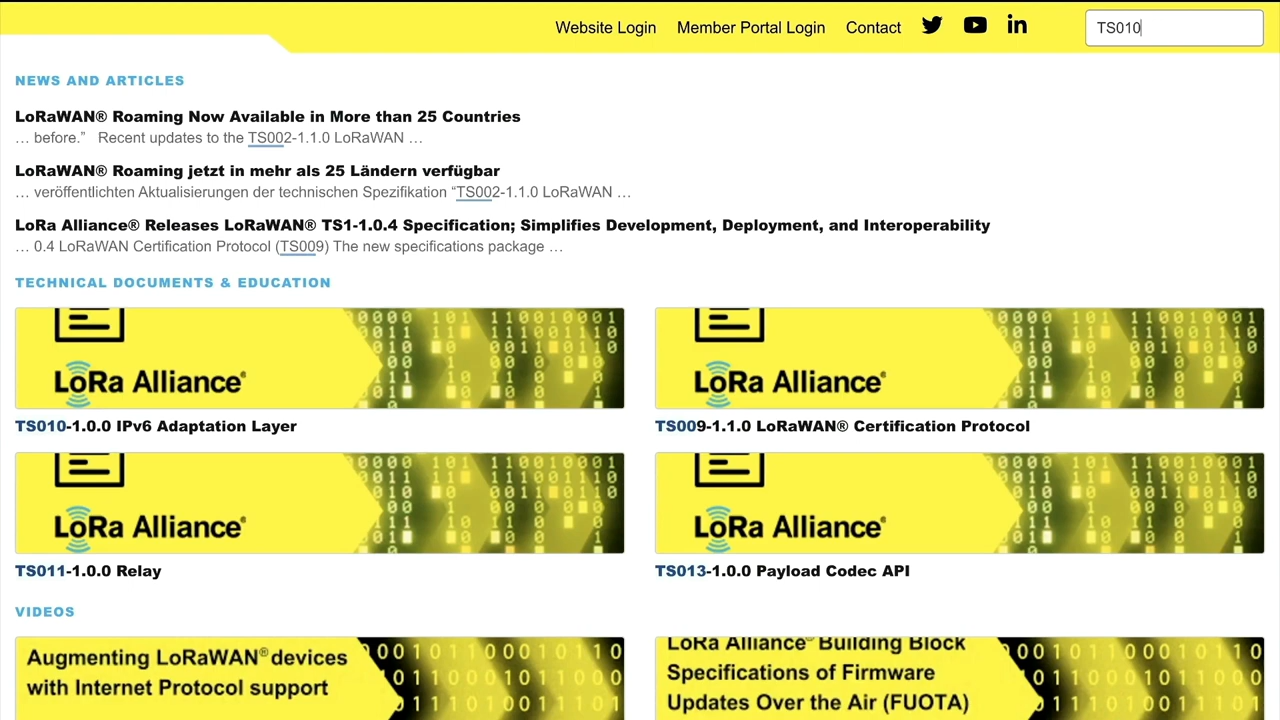 Website Login Member Portal Login Contact TS010
NEWS AND ARTICLES
LoRaWAN® Roaming Now Available in More than 25 Countries
… before.” Recent updates to the TS002-1.1.0 LoRaWAN …
LoRaWAN® Roaming jetzt in mehr als 25 Ländern verfügbar
… veröffentlichten Aktualisierungen der technischen Spezifikation “TS002-1.1.0 LoRaWAN …
LoRa Alliance® Releases LoRaWAN® TS1-1.0.4 Specification; Simplifies Development, Deployment, and Interoperability
… 0.4 LoRaWAN Certification Protocol (TS009) The new specifications package …
TECHNICAL DOCUMENTS & EDUCATION
LoRa Alliance®
LoRa Alliance®
TS010-1.0.0 IPv6 Adaptation Layer
TS009-1.1.0 LoRaWAN® Certification Protocol
LoRa Alliance®
LoRa Alliance®
TS011-1.0.0 Relay
TS013-1.0.0 Payload Codec API
VIDEOS
Augmenting LoRaWAN® devices
with Internet Protocol support
LoRa Alliance® Building Block
Specifications of Firmware
Updates Over the Air (FUOTA)